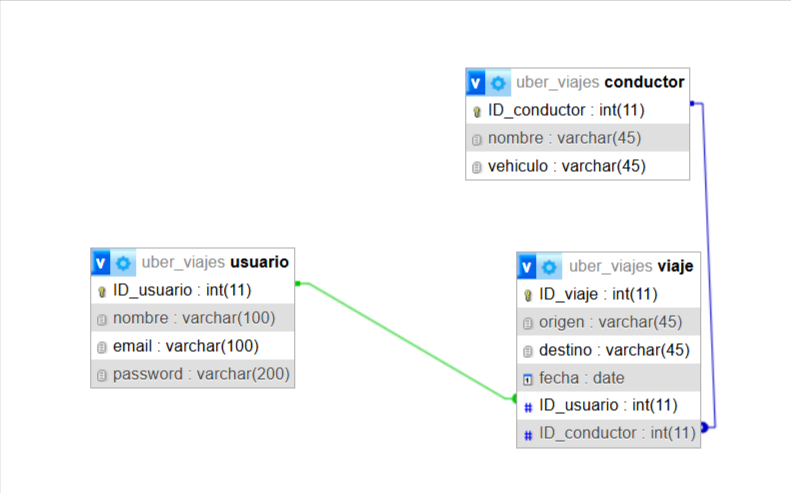 v uber_viajes conductor
ID_conductor : int(11)
nombre : varchar(45)
vehiculo : varchar(45)
v uber_viajes usuario
ID_usuario : int(11)
nombre : varchar(100)
email : varchar(100)
password : varchar(200)
v uber_viajes viaje
ID_viaje : int(11)
origen : varchar(45)
destino : varchar(45)
fecha : date
# ID_usuario : int(11)
# ID_conductor : int(11)